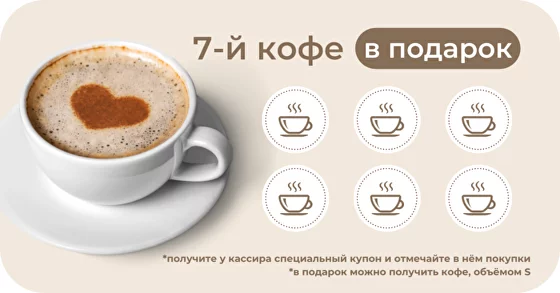 7-й кофе в подарок
*получите у кассира специальный купон и отмечайте в нём покупки
*в подарок можно получить кофе, объёмом S